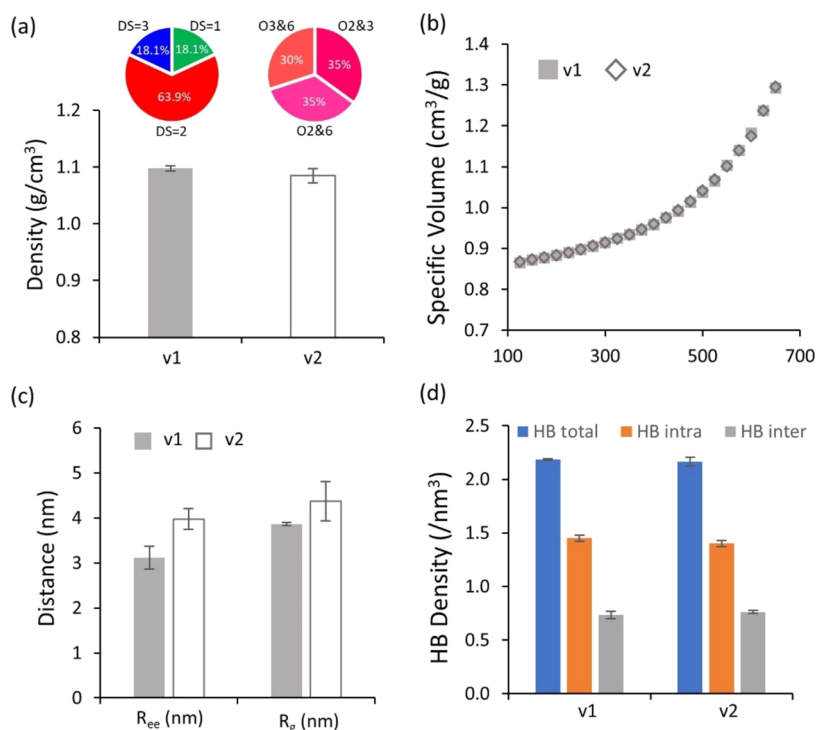 (a)
DS=3 DS=1
18.1% 18.1%
63.9%
DS=2
O3&6 O2&3
30% 35%
35%
O2&6
Density (g/cm³)
1.2
1.1
1.0
0.9
0.8
v1 v2
(b)
v1 v2
Specific Volume (cm³/g)
1.4
1.3
1.2
1.1
1.0
0.9
0.8
0.7
100 300 500 700
(c)
v1 v2
Distance (nm)
6
5
4
3
2
1
0
Ree (nm) Rg (nm)
(d)
HB total HB intra HB inter
HB Density (/nm³)
2.5
2.0
1.5
1.0
0.5
0.0
v1 v2